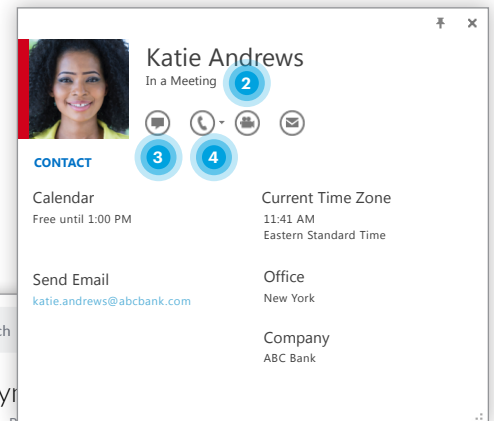 Katie Andrews
In a Meeting
2
3
4
CONTACT
Calendar
Free until 1:00 PM
Current Time Zone
11:41 AM
Eastern Standard Time
Send Email
katie.andrews@abcbank.com
Office
New York
Company
ABC Bank